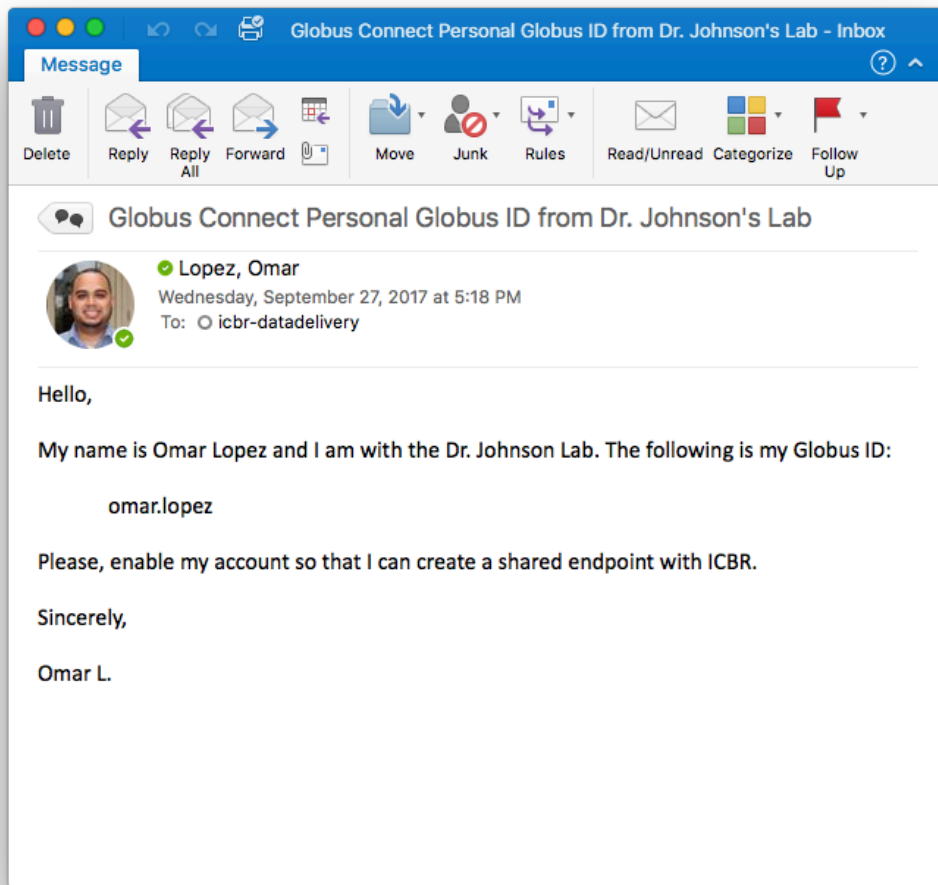 Globus Connect Personal Globus ID from Dr. Johnson's Lab - Inbox
Message
?
Delete
Reply
Reply All
Forward
Move
Junk
Rules
Read/Unread
Categorize
Follow Up
Globus Connect Personal Globus ID from Dr. Johnson's Lab
Lopez, Omar
Wednesday, September 27, 2017 at 5:18 PM
To: icbr-datadelivery
Hello,
My name is Omar Lopez and I am with the Dr. Johnson Lab. The following is my Globus ID:
omar.lopez
Please, enable my account so that I can create a shared endpoint with ICBR.
Sincerely,
Omar L.